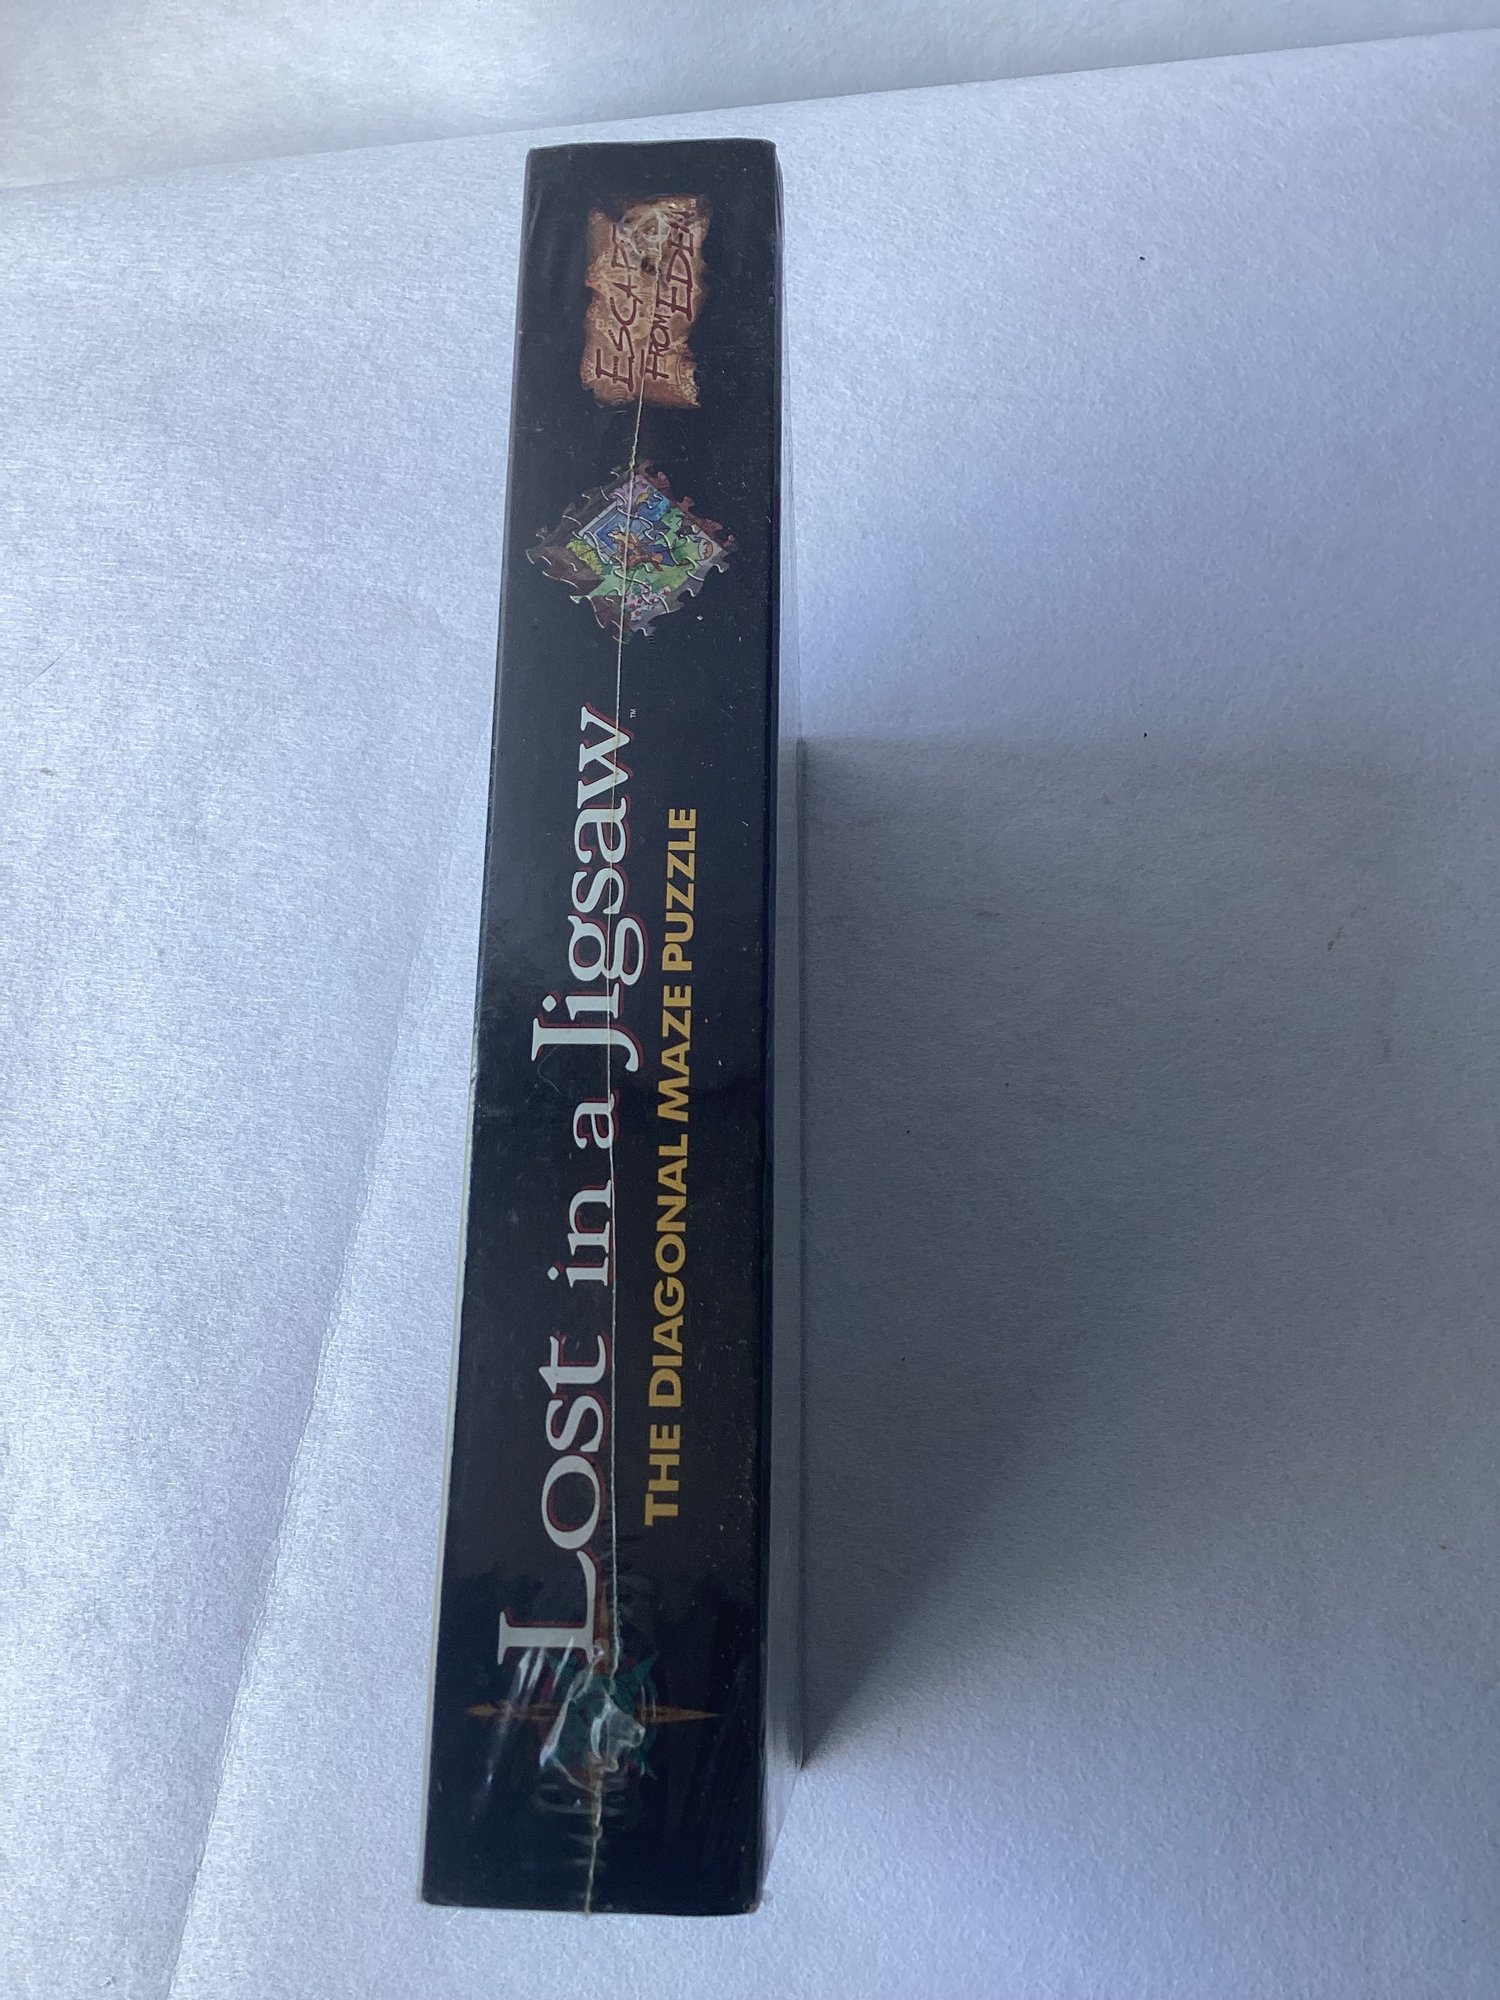 Lost in a Jigsaw™
THE DIAGONAL MAZE PUZZLE
ESCAPE
FROM EDEN